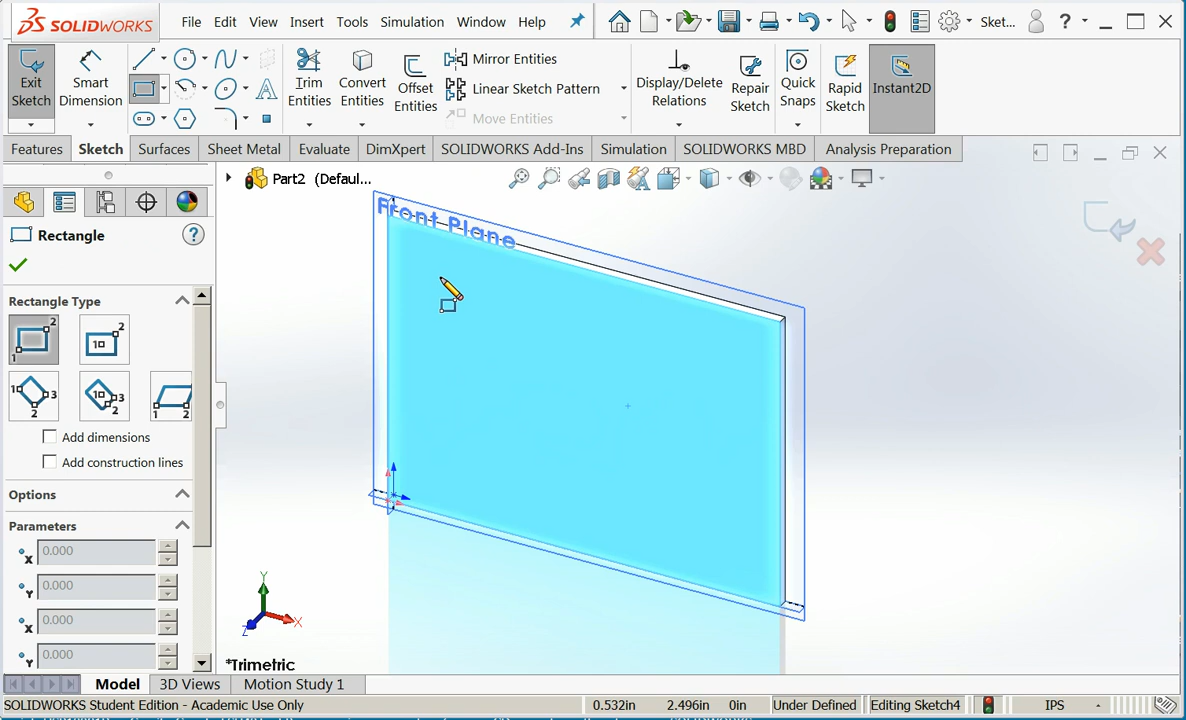 SOLIDWORKS
File Edit View Insert Tools Simulation Window Help
Sket...
?
Exit Sketch
Smart Dimension
Trim Entities
Convert Entities
Offset Entities
Mirror Entities
Linear Sketch Pattern
Move Entities
Display/Delete Relations
Repair Sketch
Quick Snaps
Rapid Sketch
Instant2D
Features Sketch Surfaces Sheet Metal Evaluate DimXpert SOLIDWORKS Add-Ins Simulation SOLIDWORKS MBD Analysis Preparation
Part2 (Defaul...
Rectangle
?
Rectangle Type
Add dimensions
Add construction lines
Options
Parameters
X 0.000
Y 0.000
X 0.000
Y 0.000
Front Plane
Y
X
Z
*Trimetric
Model 3D Views Motion Study 1
SOLIDWORKS Student Edition - Academic Use Only
0.532in 2.496in 0in Under Defined Editing Sketch4 IPS